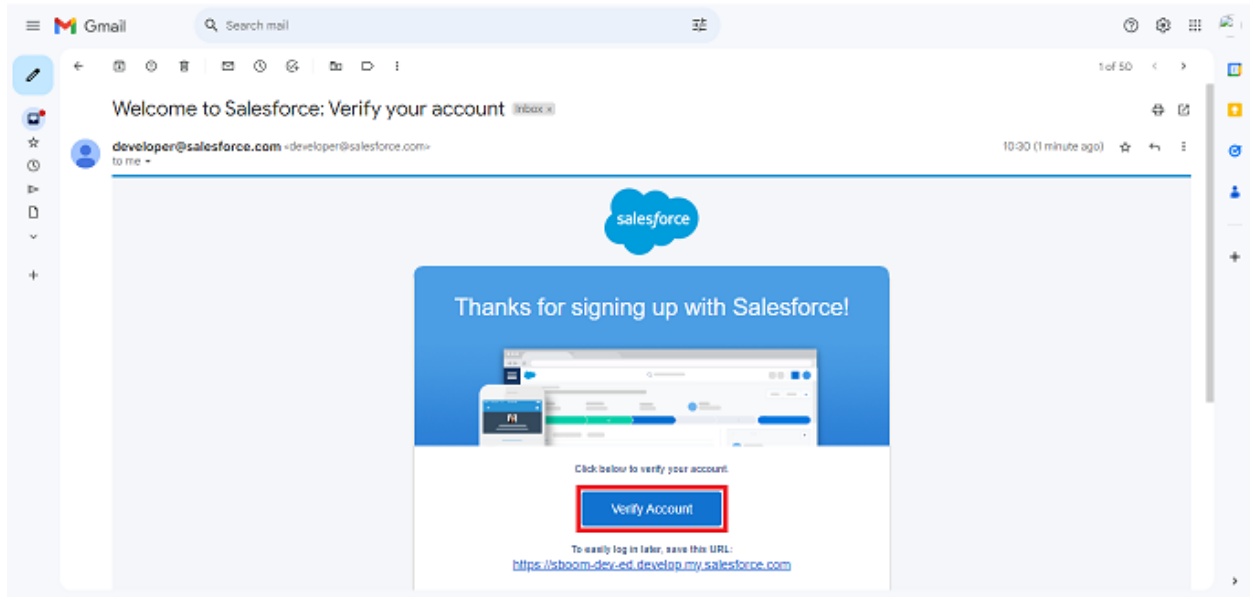 Gmail
Search mail
1 of 50
Welcome to Salesforce: Verify your account Inbox x
developer@salesforce.com <developer@salesforce.com>
10:30 (1 minute ago)
to me
salesforce
Thanks for signing up with Salesforce!
Click below to verify your account.
Verify Account
To easily log in later, save this URL:
https://sboom-dev-ed.develop.my.salesforce.com